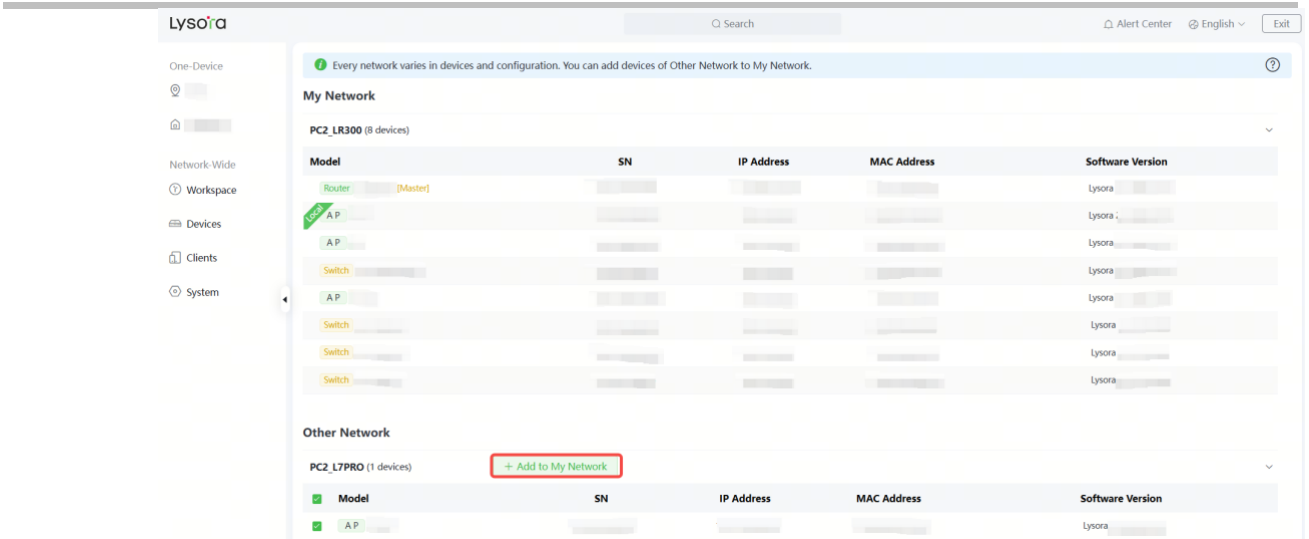 Lysora
Search
Alert Center English Exit
One-Device
Network-Wide
Workspace
Devices
Clients
System
Every network varies in devices and configuration. You can add devices of Other Network to My Network.
My Network
PC2_LR300 (8 devices)
Model SN IP Address MAC Address Software Version
Router [Master] Lysora
Local AP Lysora
AP Lysora
Switch Lysora
AP Lysora
Switch Lysora
Switch Lysora
Switch Lysora
Other Network
PC2_L7PRO (1 devices) + Add to My Network
Model SN IP Address MAC Address Software Version
AP Lysora